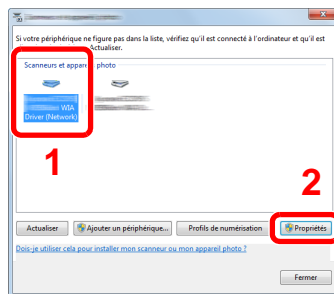 Si votre périphérique ne figure pas dans la liste, vérifiez qu'il est connecté à l'ordinateur et qu'il est
Actualiser.
Scanneurs et appareils photo
WIA
Driver (Network)
1
2
Actualiser
Ajouter un périphérique...
Profils de numérisation
Propriétés
Dois-je utiliser cela pour installer mon scanneur ou mon appareil photo ?
Fermer